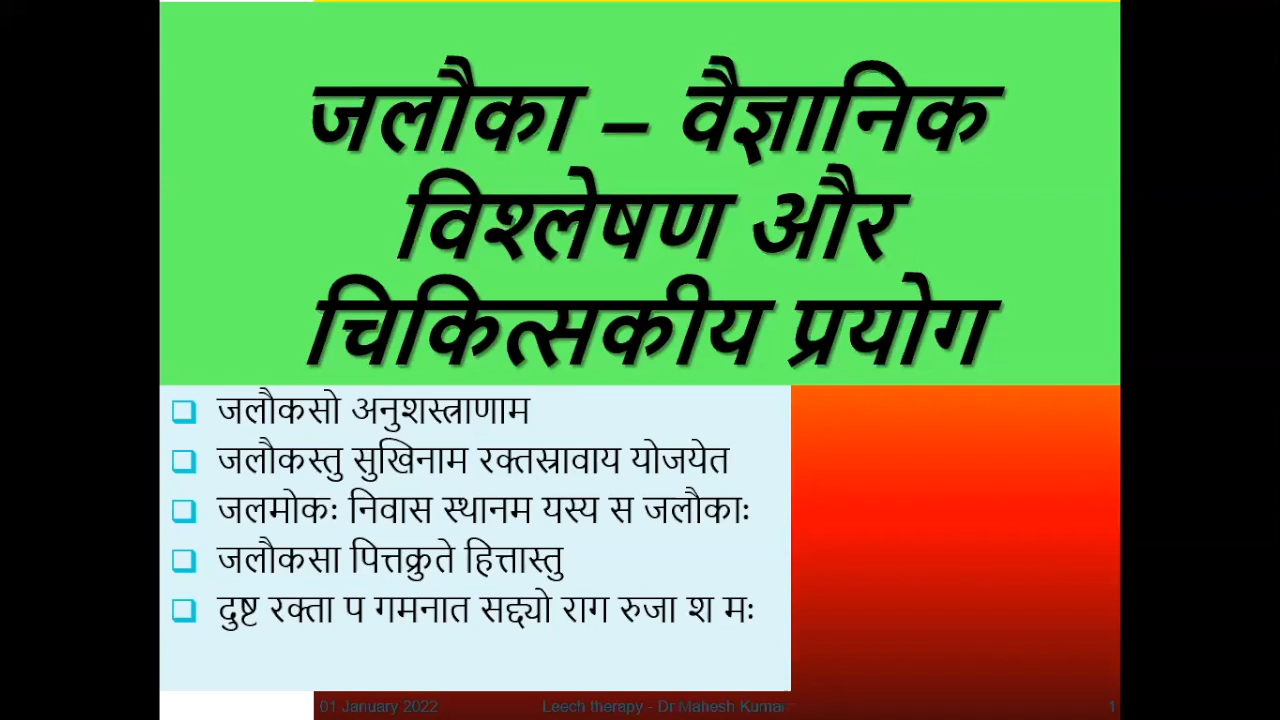 जलौका – वैज्ञानिक
विश्लेषण और
चिकित्सकीय प्रयोग
जलौकसो अनुशस्त्राणाम
जलौकस्तु सुखिनाम रक्तस्रावाय योजयेत
जलमोकः निवास स्थानम यस्य स जलौकाः
जलौकसा पित्तक्रुते हित्तास्तु
दुष्ट रक्ता प गमनात सद्द्यो राग रुजा श मः
01 January 2022 Leech therapy - Dr Mahesh Kumar 1